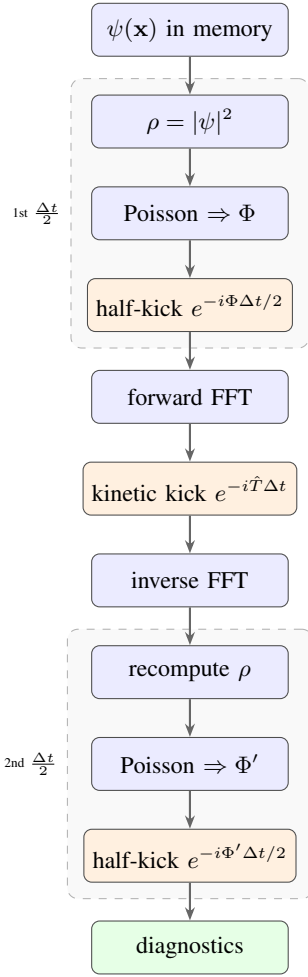 ψ(𝐱) in memory
ρ = |ψ|²
1st Δt/2
Poisson ⇒ Φ
half-kick e^{−iΦΔt/2}
forward FFT
kinetic kick e^{−iT̂Δt}
inverse FFT
recompute ρ
2nd Δt/2
Poisson ⇒ Φ′
half-kick e^{−iΦ′Δt/2}
diagnostics